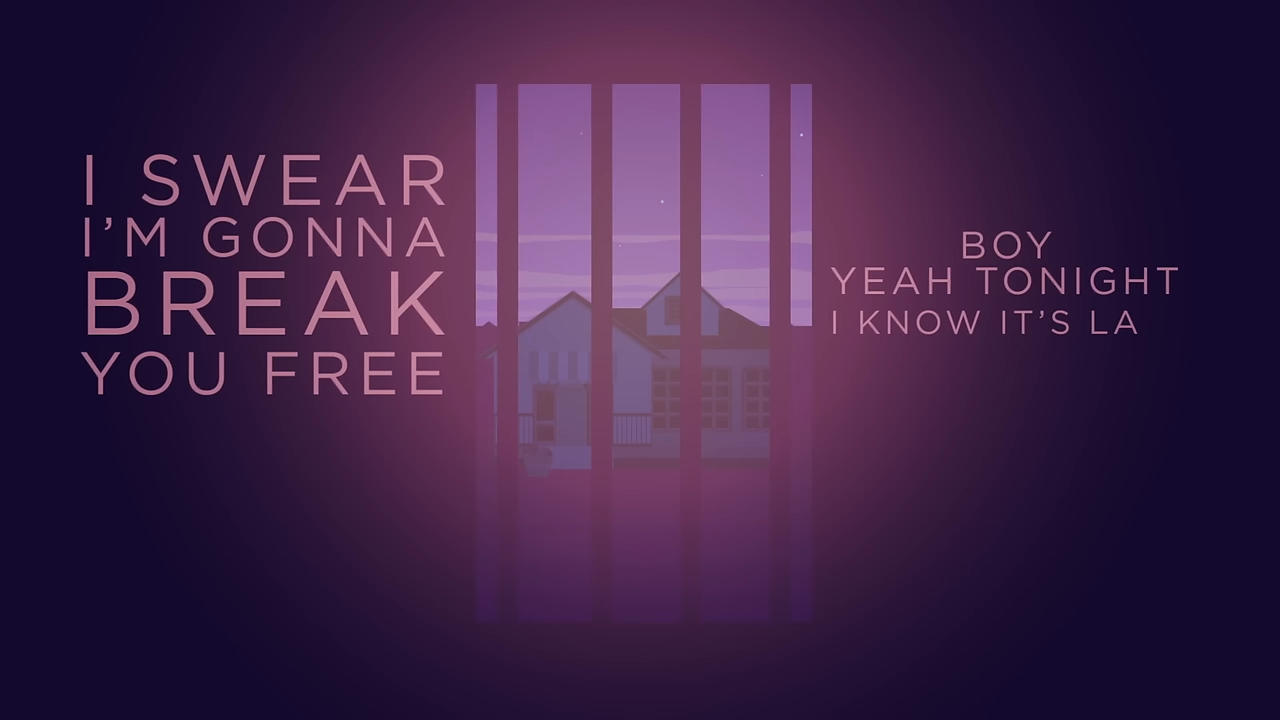 I SWEAR
I'M GONNA
BREAK
YOU FREE
BOY
YEAH TONIGHT
I KNOW IT'S LA